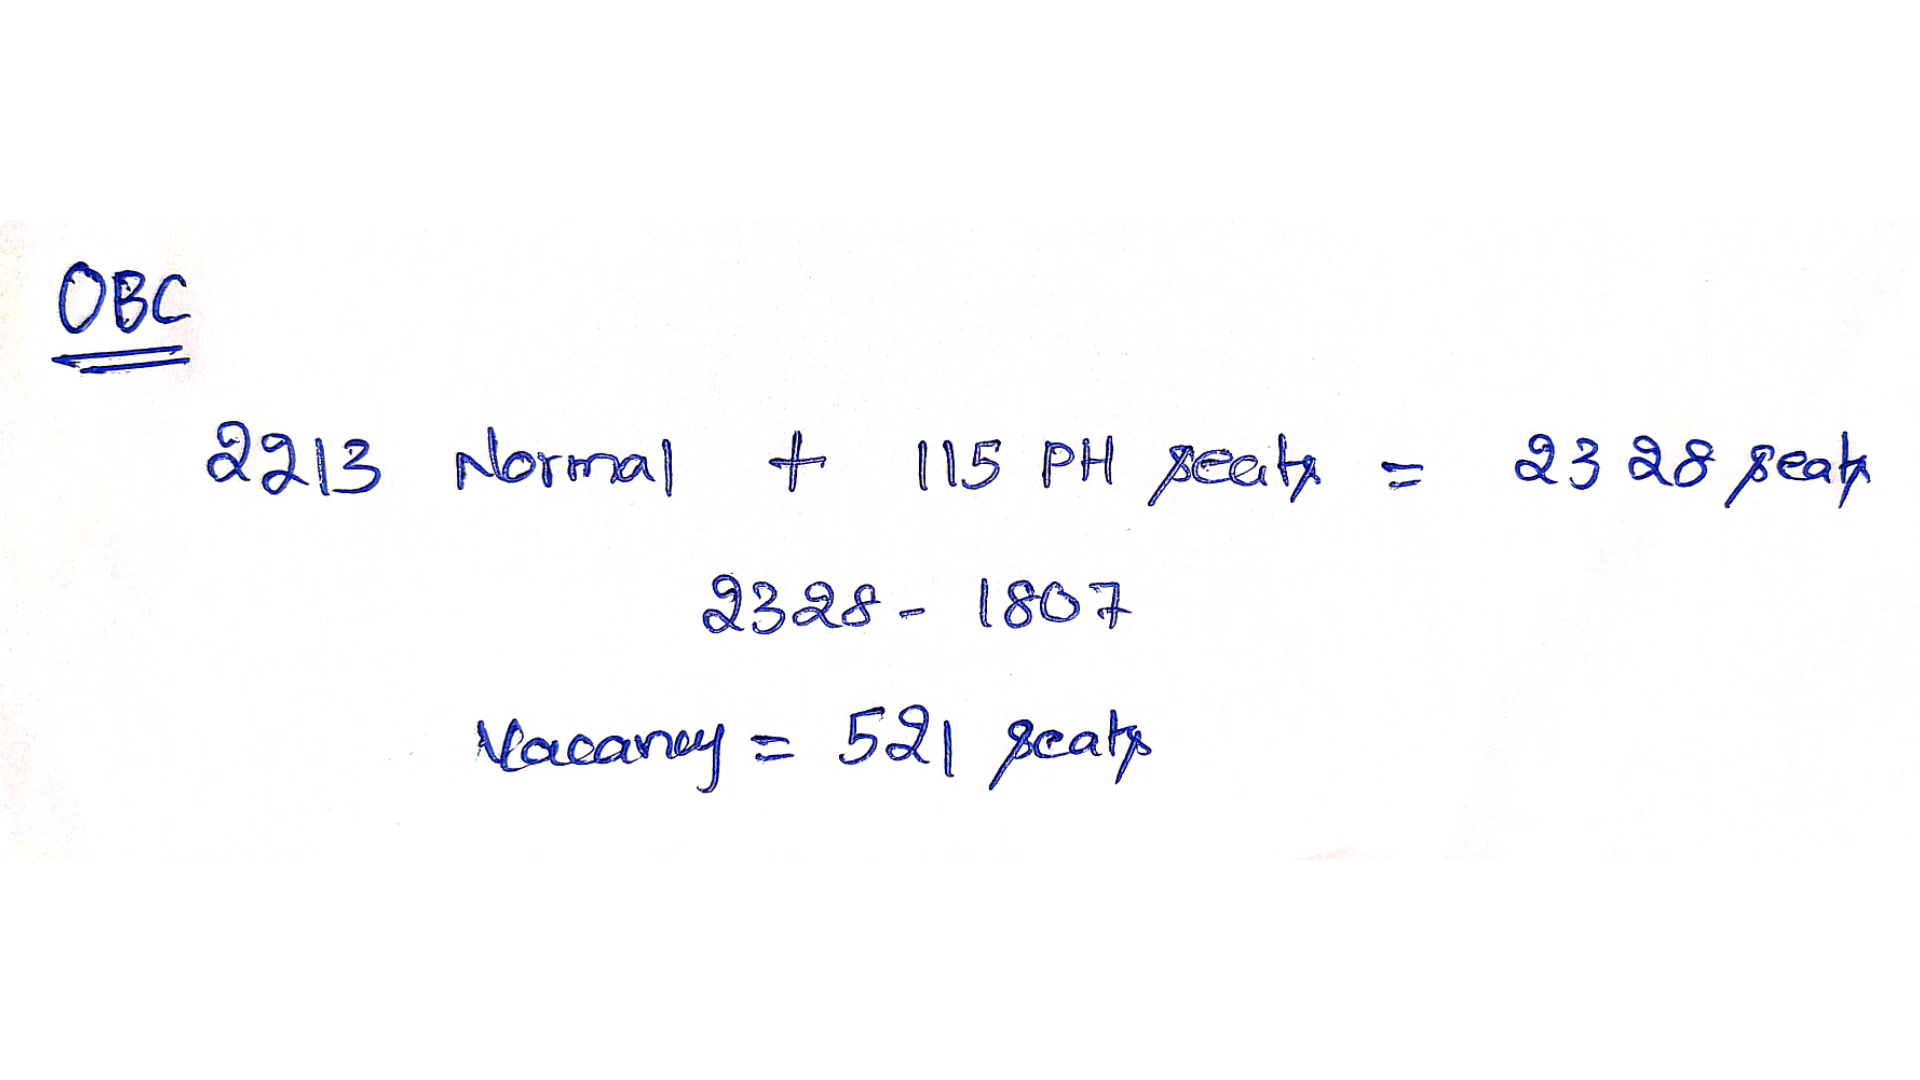 OBC
2213 Normal + 115 PH seats = 2328 seats
2328 - 1807
Vacancy = 521 seats